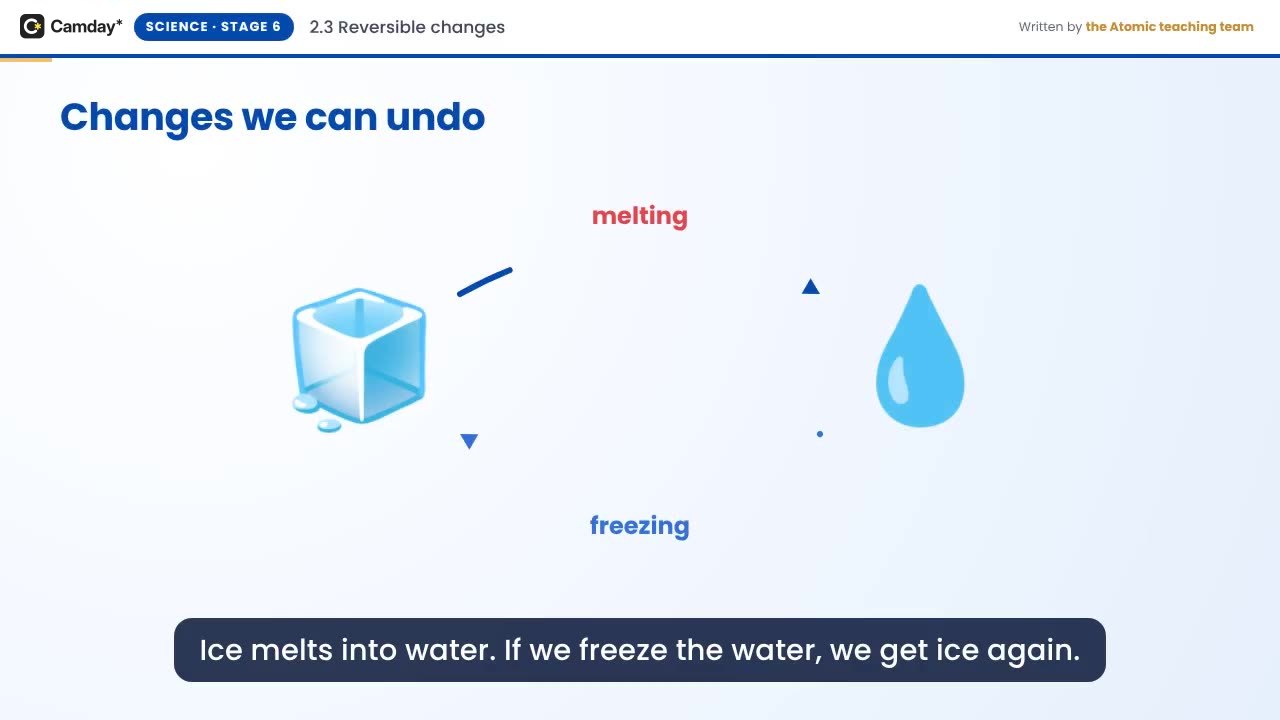 Camday*
SCIENCE · STAGE 6
2.3 Reversible changes
Written by the Atomic teaching team
Changes we can undo
melting
freezing
Ice melts into water. If we freeze the water, we get ice again.